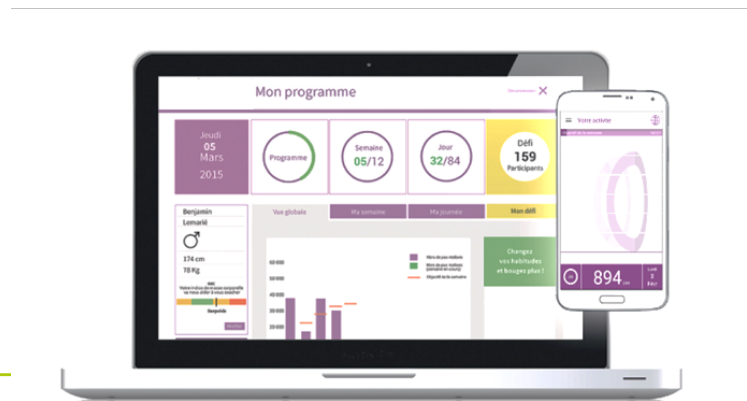 Mon programme
Jeudi
05
Mars
2015
Programme
Semaine
05/12
Jour
32/84
Défi
159
Participants
Benjamin
Lemarié
174 cm
78 Kg
Vue globale
Ma semaine
Ma journée
Mon défi
60 000
50 000
40 000
30 000
20 000
Changez
vos habitudes
et bougez plus !
Votre activité
894